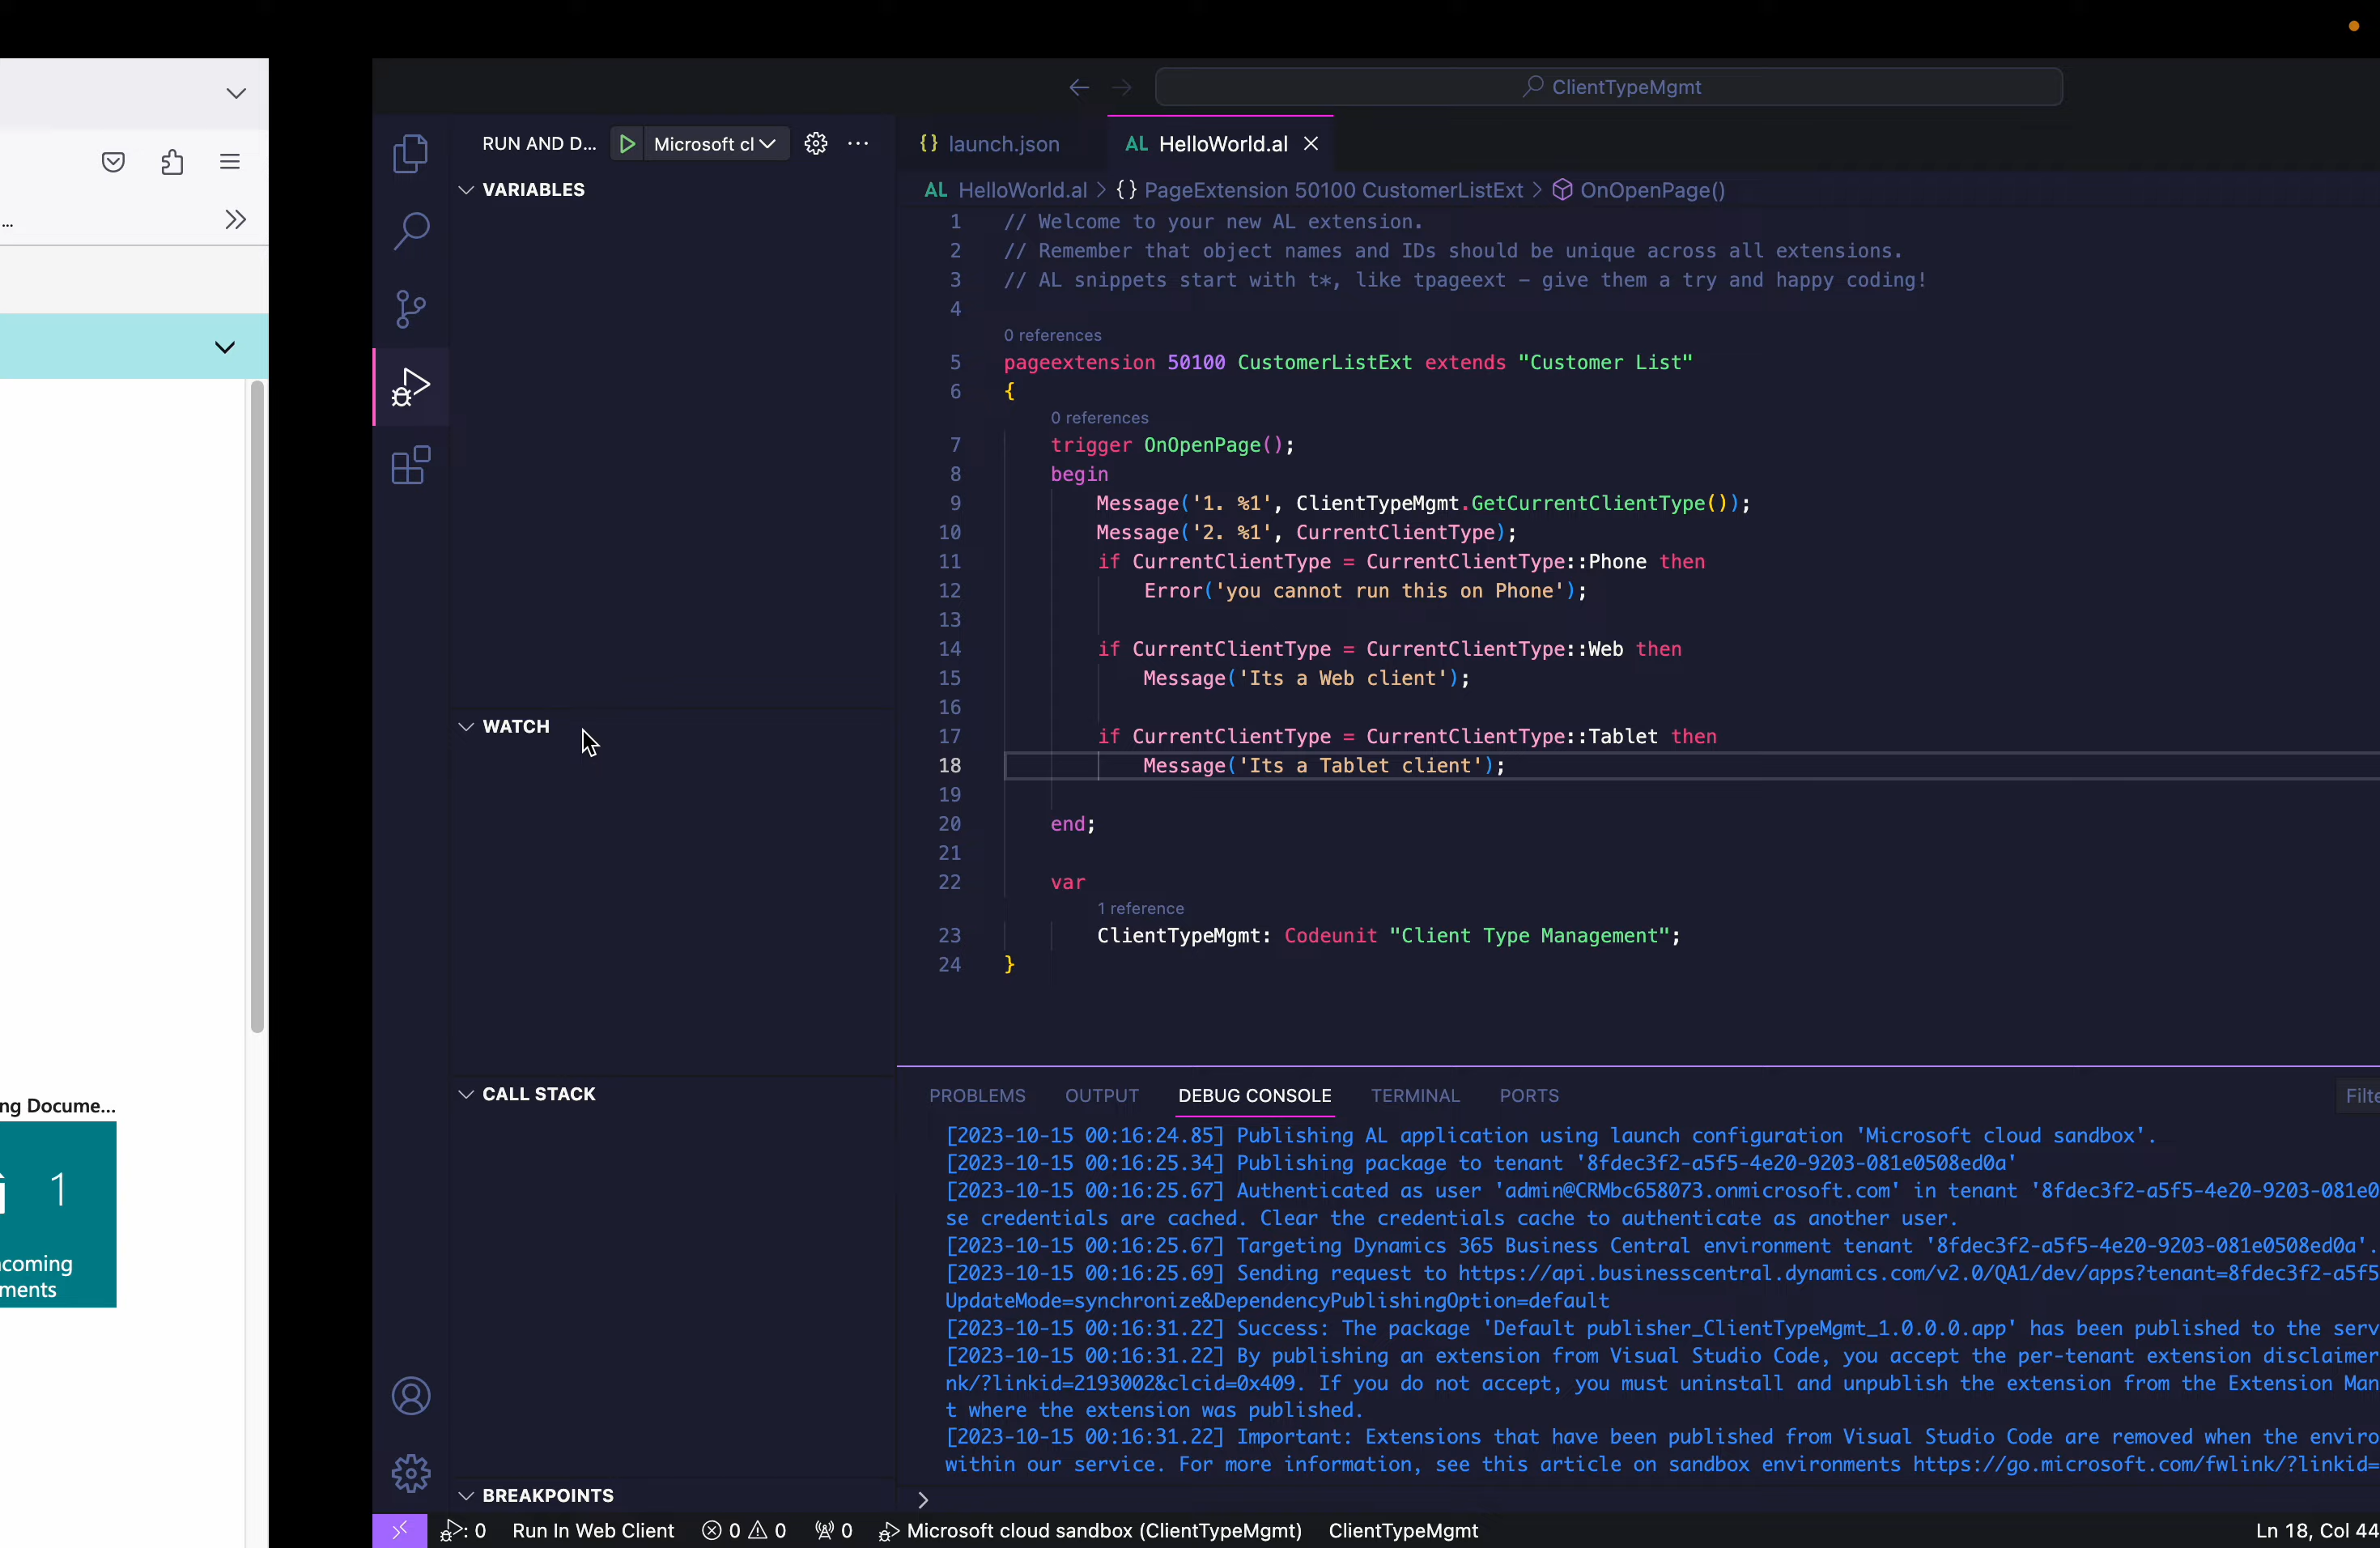 ...
ng Docume...
1
coming
ments
ClientTypeMgmt
RUN AND D...
Microsoft cl
launch.json
AL HelloWorld.al
VARIABLES
AL HelloWorld.al > {} PageExtension 50100 CustomerListExt > OnOpenPage()
1 // Welcome to your new AL extension.
2 // Remember that object names and IDs should be unique across all extensions.
3 // AL snippets start with t*, like tpageext – give them a try and happy coding!
4
0 references
5 pageextension 50100 CustomerListExt extends "Customer List"
6 {
0 references
7 trigger OnOpenPage();
8 begin
9 Message('1. %1', ClientTypeMgmt.GetCurrentClientType());
10 Message('2. %1', CurrentClientType);
11 if CurrentClientType = CurrentClientType::Phone then
12 Error('you cannot run this on Phone');
13
14 if CurrentClientType = CurrentClientType::Web then
15 Message('Its a Web client');
16
17 if CurrentClientType = CurrentClientType::Tablet then
18 Message('Its a Tablet client');
19
20 end;
21
22 var
1 reference
23 ClientTypeMgmt: Codeunit "Client Type Management";
24 }
WATCH
CALL STACK
BREAKPOINTS
PROBLEMS OUTPUT DEBUG CONSOLE TERMINAL PORTS
Filte
[2023-10-15 00:16:24.85] Publishing AL application using launch configuration 'Microsoft cloud sandbox'.
[2023-10-15 00:16:25.34] Publishing package to tenant '8fdec3f2-a5f5-4e20-9203-081e0508ed0a'
[2023-10-15 00:16:25.67] Authenticated as user 'admin@CRMbc658073.onmicrosoft.com' in tenant '8fdec3f2-a5f5-4e20-9203-081e0
se credentials are cached. Clear the credentials cache to authenticate as another user.
[2023-10-15 00:16:25.67] Targeting Dynamics 365 Business Central environment tenant '8fdec3f2-a5f5-4e20-9203-081e0508ed0a'.
[2023-10-15 00:16:25.69] Sending request to https://api.businesscentral.dynamics.com/v2.0/QA1/dev/apps?tenant=8fdec3f2-a5f5
UpdateMode=synchronize&DependencyPublishingOption=default
[2023-10-15 00:16:31.22] Success: The package 'Default publisher_ClientTypeMgmt_1.0.0.0.app' has been published to the serv
[2023-10-15 00:16:31.22] By publishing an extension from Visual Studio Code, you accept the per-tenant extension disclaimer
nk/?linkid=2193002&clcid=0x409. If you do not accept, you must uninstall and unpublish the extension from the Extension Man
t where the extension was published.
[2023-10-15 00:16:31.22] Important: Extensions that have been published from Visual Studio Code are removed when the enviro
within our service. For more information, see this article on sandbox environments https://go.microsoft.com/fwlink/?linkid=
: 0 Run In Web Client 0 0 0 Microsoft cloud sandbox (ClientTypeMgmt) ClientTypeMgmt Ln 18, Col 44